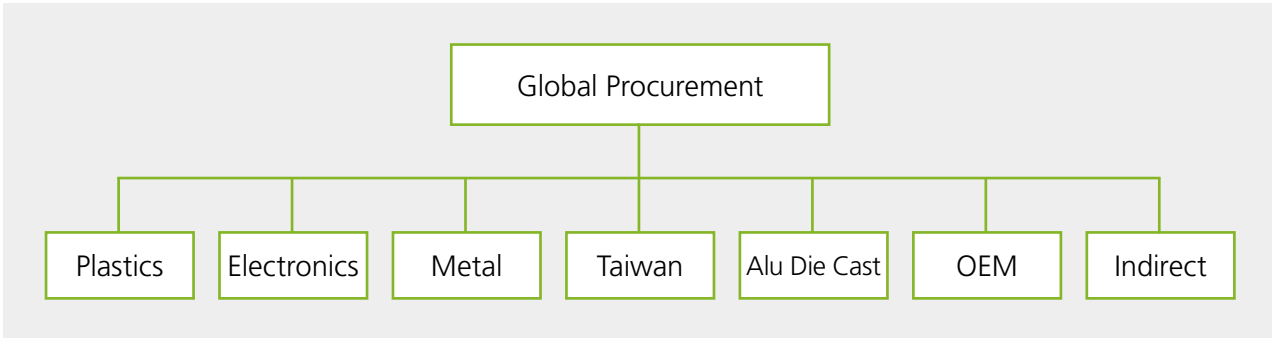 Global Procurement
Plastics
Electronics
Metal
Taiwan
Alu Die Cast
OEM
Indirect